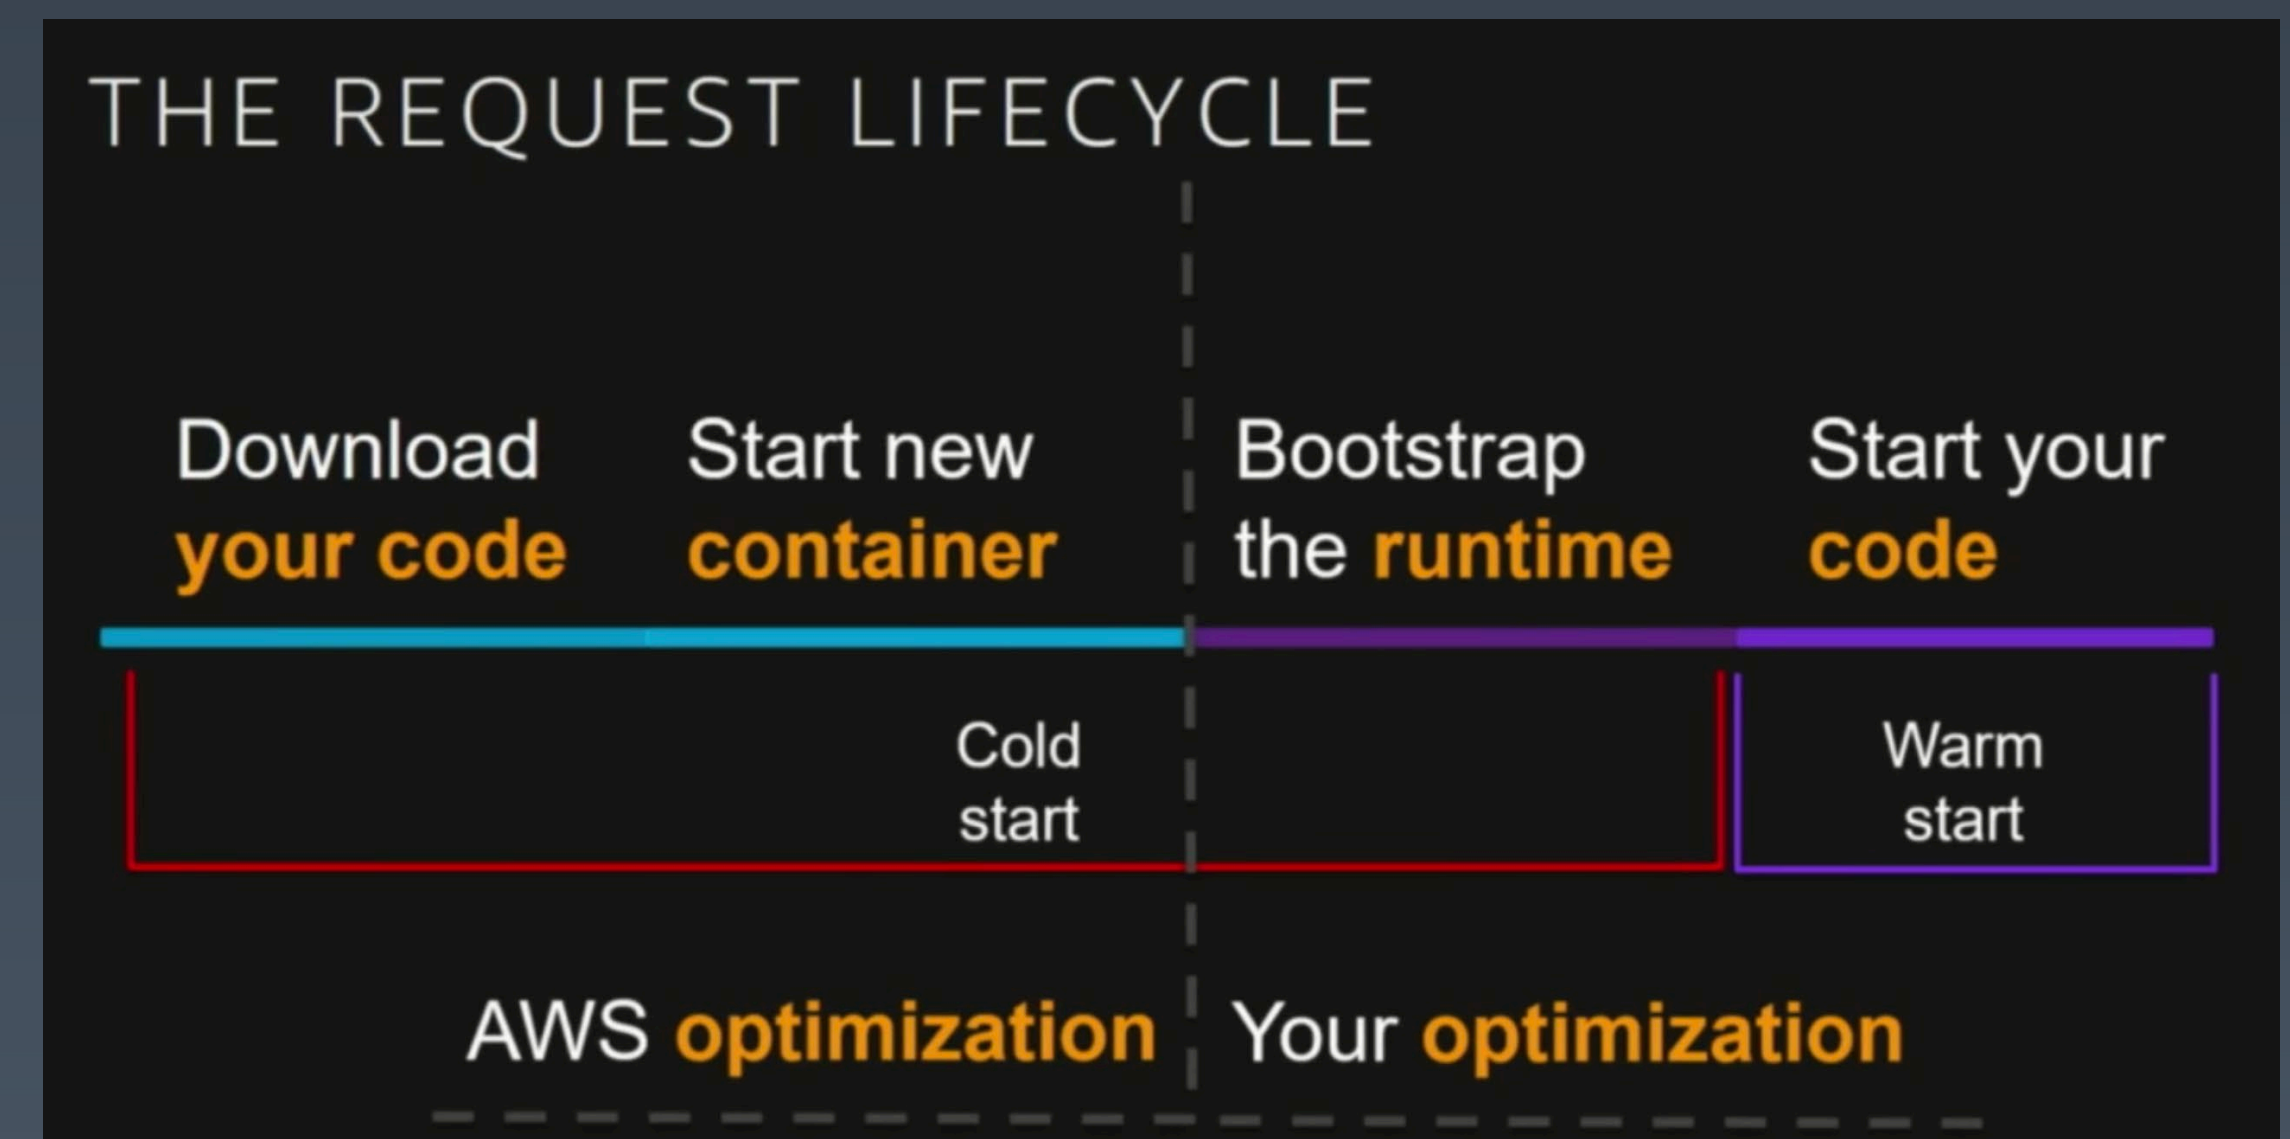 THE REQUEST LIFECYCLE
Download
your code
Start new
container
Bootstrap
the runtime
Start your
code
Cold
start
Warm
start
AWS optimization
Your optimization